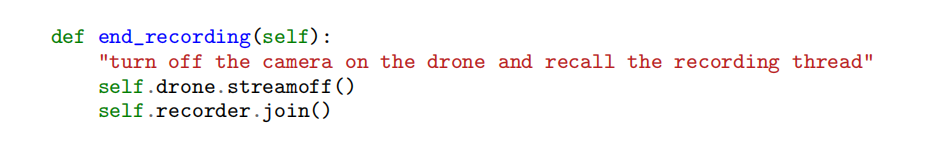 def end_recording(self):
    "turn off the camera on the drone and recall the recording thread"
    self.drone.streamoff()
    self.recorder.join()